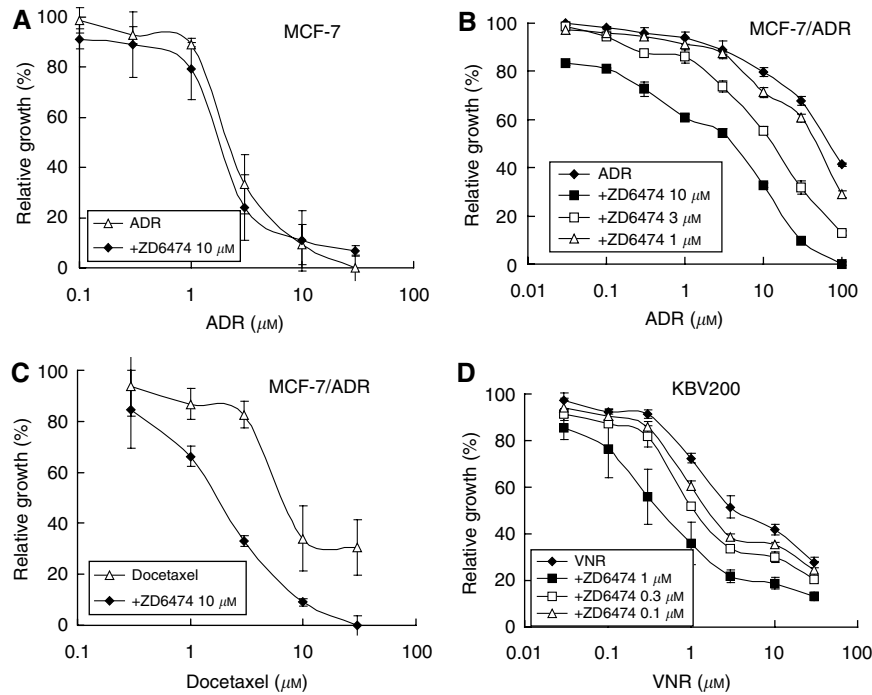 A
MCF-7
Relative growth (%)
100
80
60
40
20
0
ADR
+ZD6474 10 μM
0.1
1
10
100
ADR (μM)
B
MCF-7/ADR
Relative growth (%)
100
80
60
40
20
0
ADR
+ZD6474 10 μM
+ZD6474 3 μM
+ZD6474 1 μM
0.01
0.1
1
10
100
ADR (μM)
C
MCF-7/ADR
Relative growth (%)
100
80
60
40
20
0
Docetaxel
+ZD6474 10 μM
0.1
1
10
100
Docetaxel (μM)
D
KBV200
Relative growth (%)
100
80
60
40
20
0
VNR
+ZD6474 1 μM
+ZD6474 0.3 μM
+ZD6474 0.1 μM
0.01
0.1
1
10
100
VNR (μM)